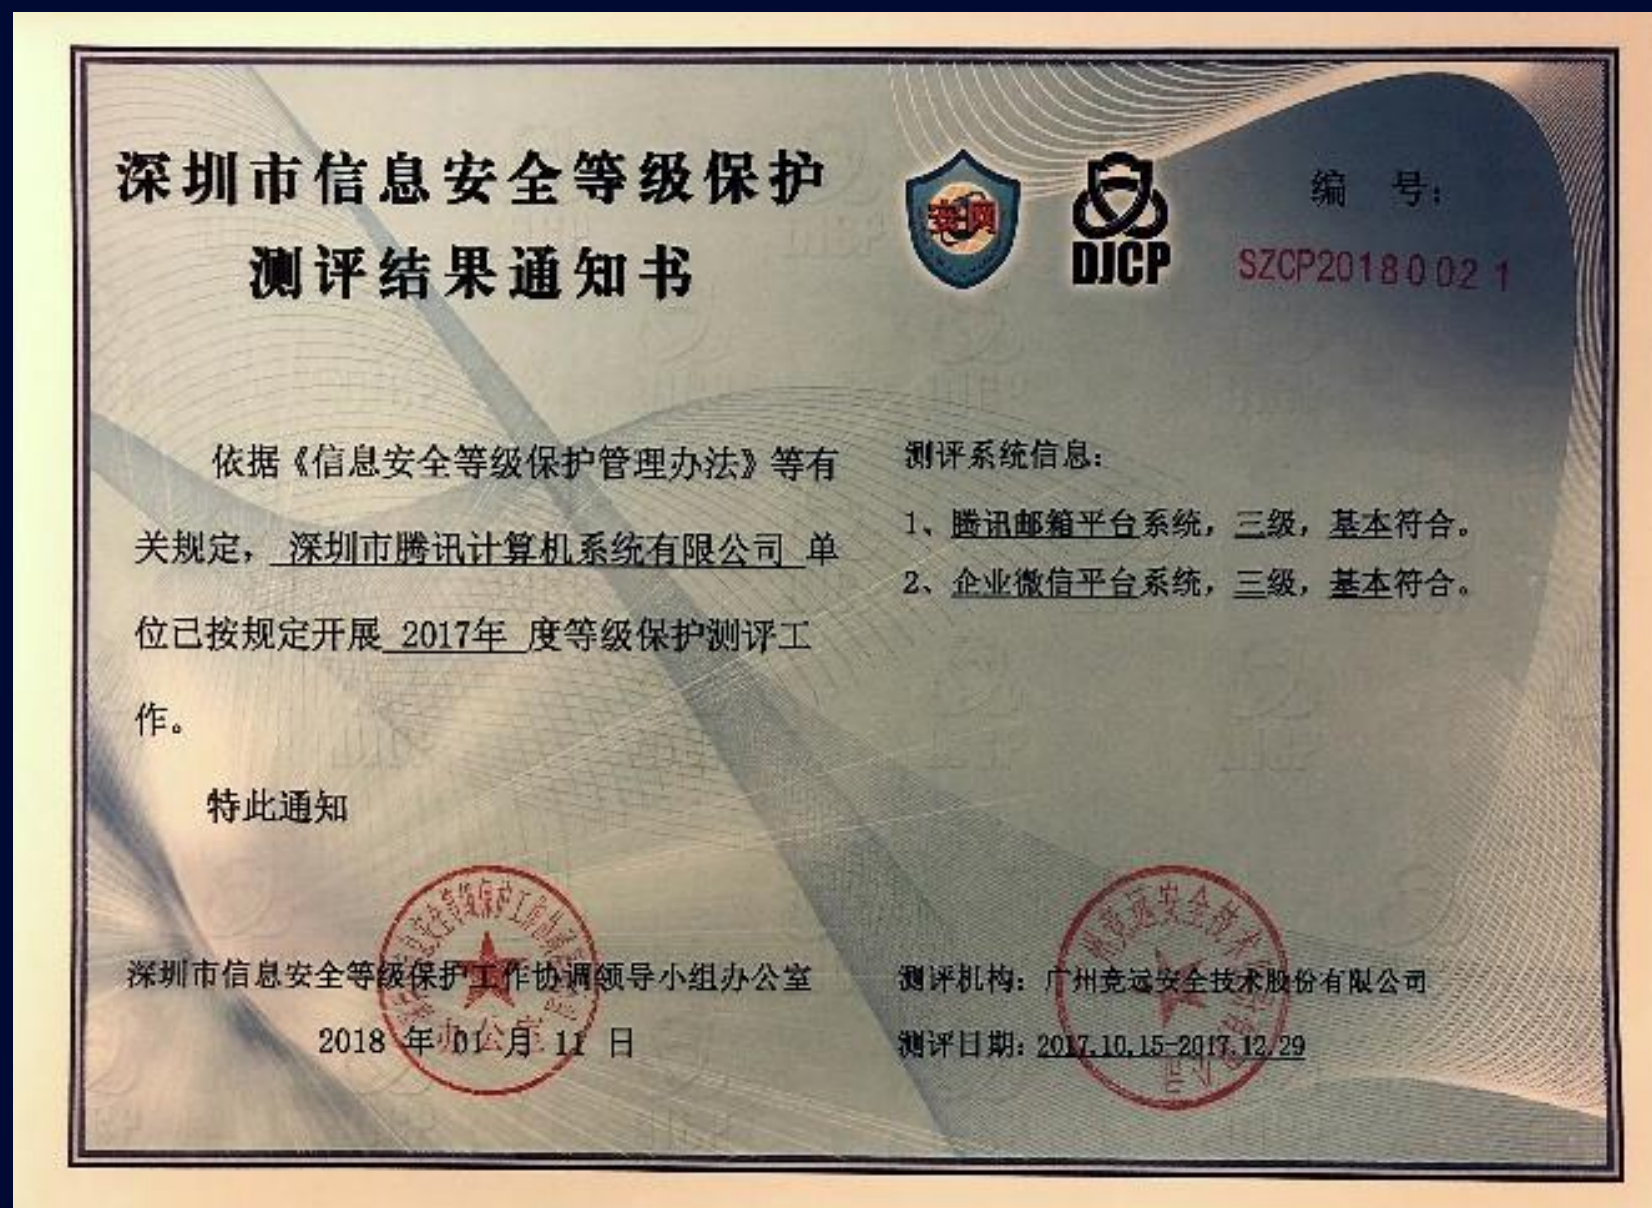 深圳市信息安全等级保护
测评结果通知书
安网
DJCP
编 号：
SZCP20180021
依据《信息安全等级保护管理办法》等有
关规定， 深圳市腾讯计算机系统有限公司 单
位已按规定开展 2017年 度等级保护测评工
作。
特此通知
深圳市信息安全等级保护工作协调领导小组办公室
2018 年 01 月 11 日
办公室
测评系统信息：
1、腾讯邮箱平台系统，三级，基本符合。
2、企业微信平台系统，三级，基本符合。
测评机构：广州竞远安全技术股份有限公司
测评日期：2017.10.15-2017.12.29